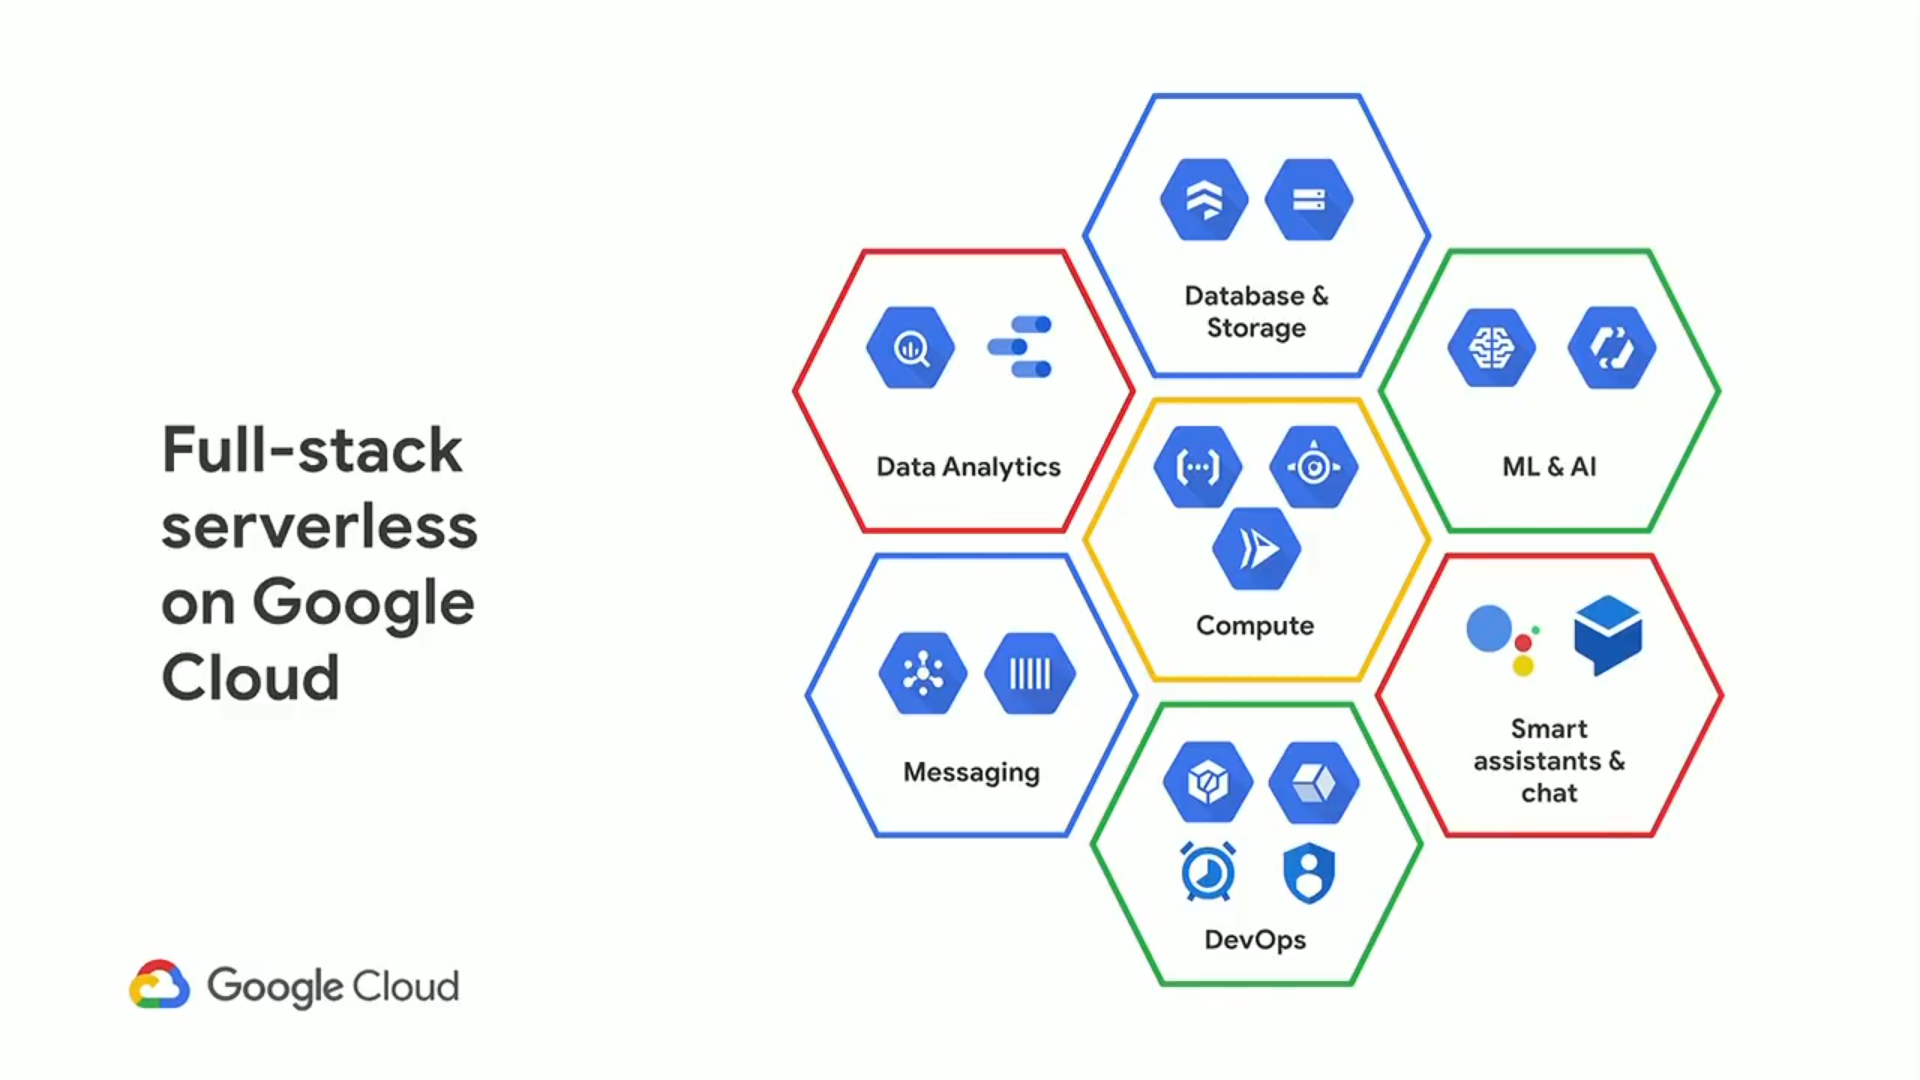 Full-stack
serverless
on Google
Cloud
Database &
Storage
Data Analytics
ML & AI
Compute
Messaging
Smart
assistants &
chat
DevOps
Google Cloud